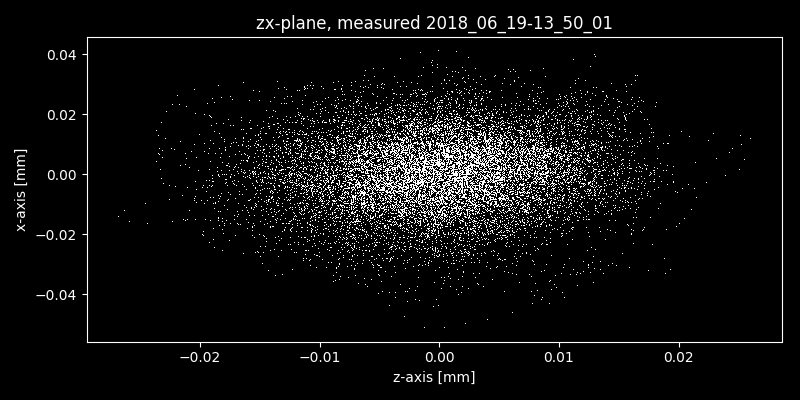 zx-plane, measured 2018_06_19-13_50_01
0.04
0.02
0.00
−0.02
−0.04
x-axis [mm]
−0.02 −0.01 0.00 0.01 0.02
z-axis [mm]